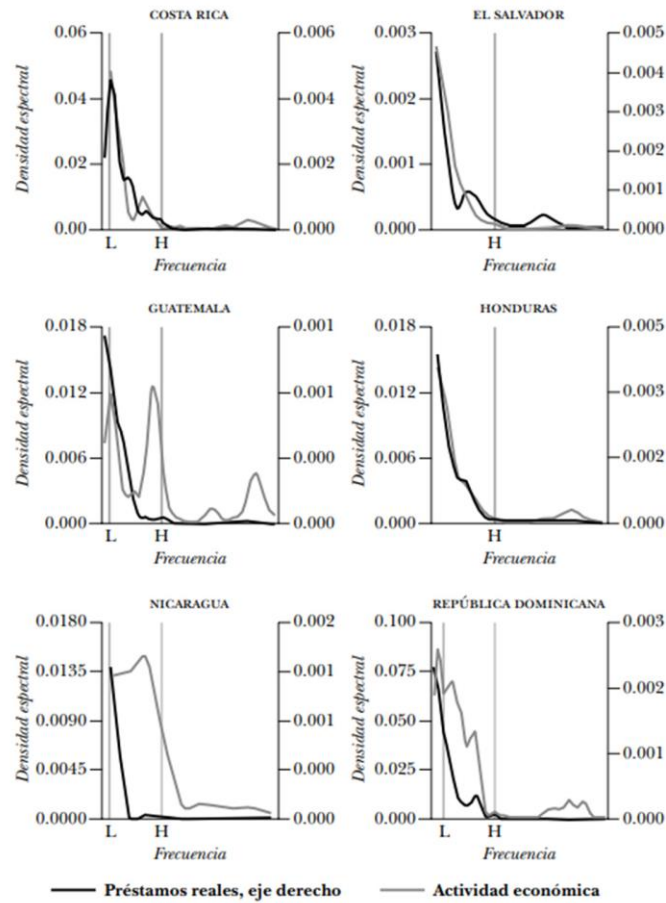 COSTA RICA
0.06
0.04
0.02
0.00
Densidad espectral
0.006
0.004
0.002
0.000
L H
Frecuencia
EL SALVADOR
0.003
0.002
0.001
0.000
Densidad espectral
0.005
0.004
0.003
0.002
0.002
0.001
0.000
H
Frecuencia
GUATEMALA
0.018
0.012
0.006
0.000
Densidad espectral
0.001
0.001
0.000
0.000
L H
Frecuencia
HONDURAS
0.018
0.012
0.006
0.000
Densidad espectral
0.005
0.003
0.002
0.000
H
Frecuencia
NICARAGUA
0.0180
0.0135
0.0090
0.0045
0.0000
Densidad espectral
0.002
0.001
0.001
0.000
0.000
L H
Frecuencia
REPÚBLICA DOMINICANA
0.100
0.075
0.050
0.025
0.000
Densidad espectral
0.003
0.002
0.001
0.000
L H
Frecuencia
Préstamos reales, eje derecho Actividad económica